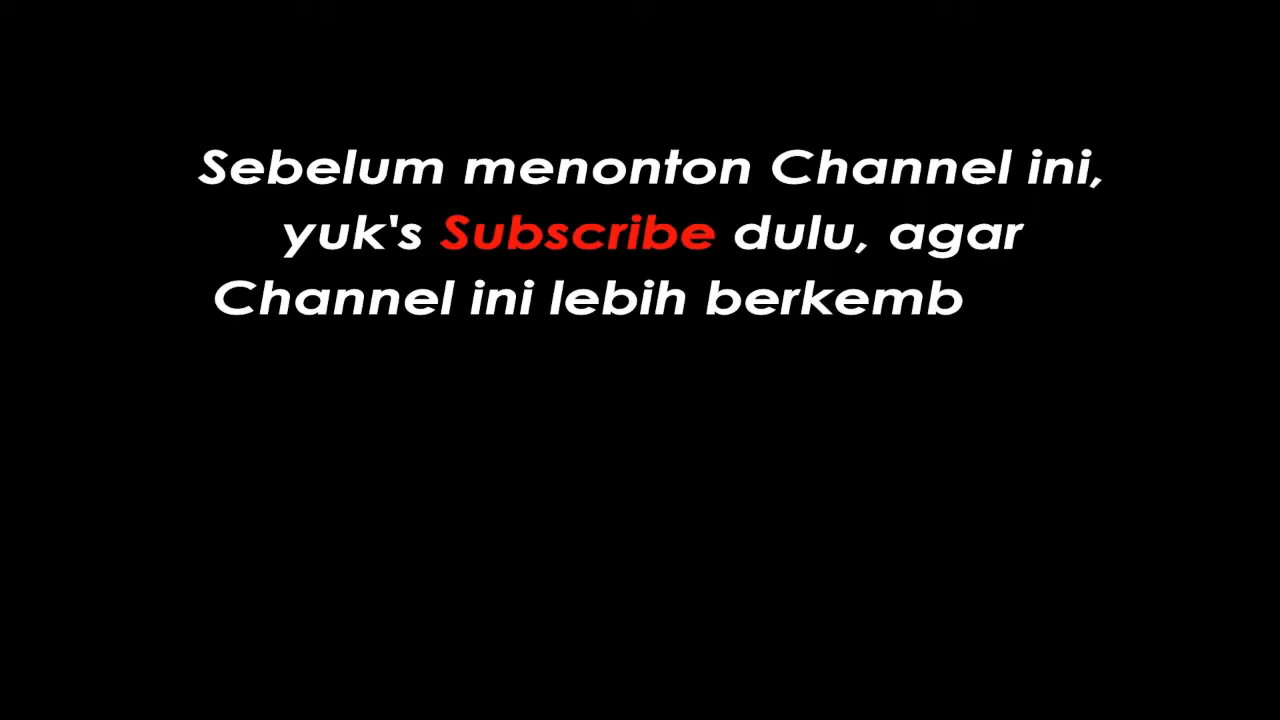 Sebelum menonton Channel ini,
yuk's Subscribe dulu, agar
Channel ini lebih berkemb